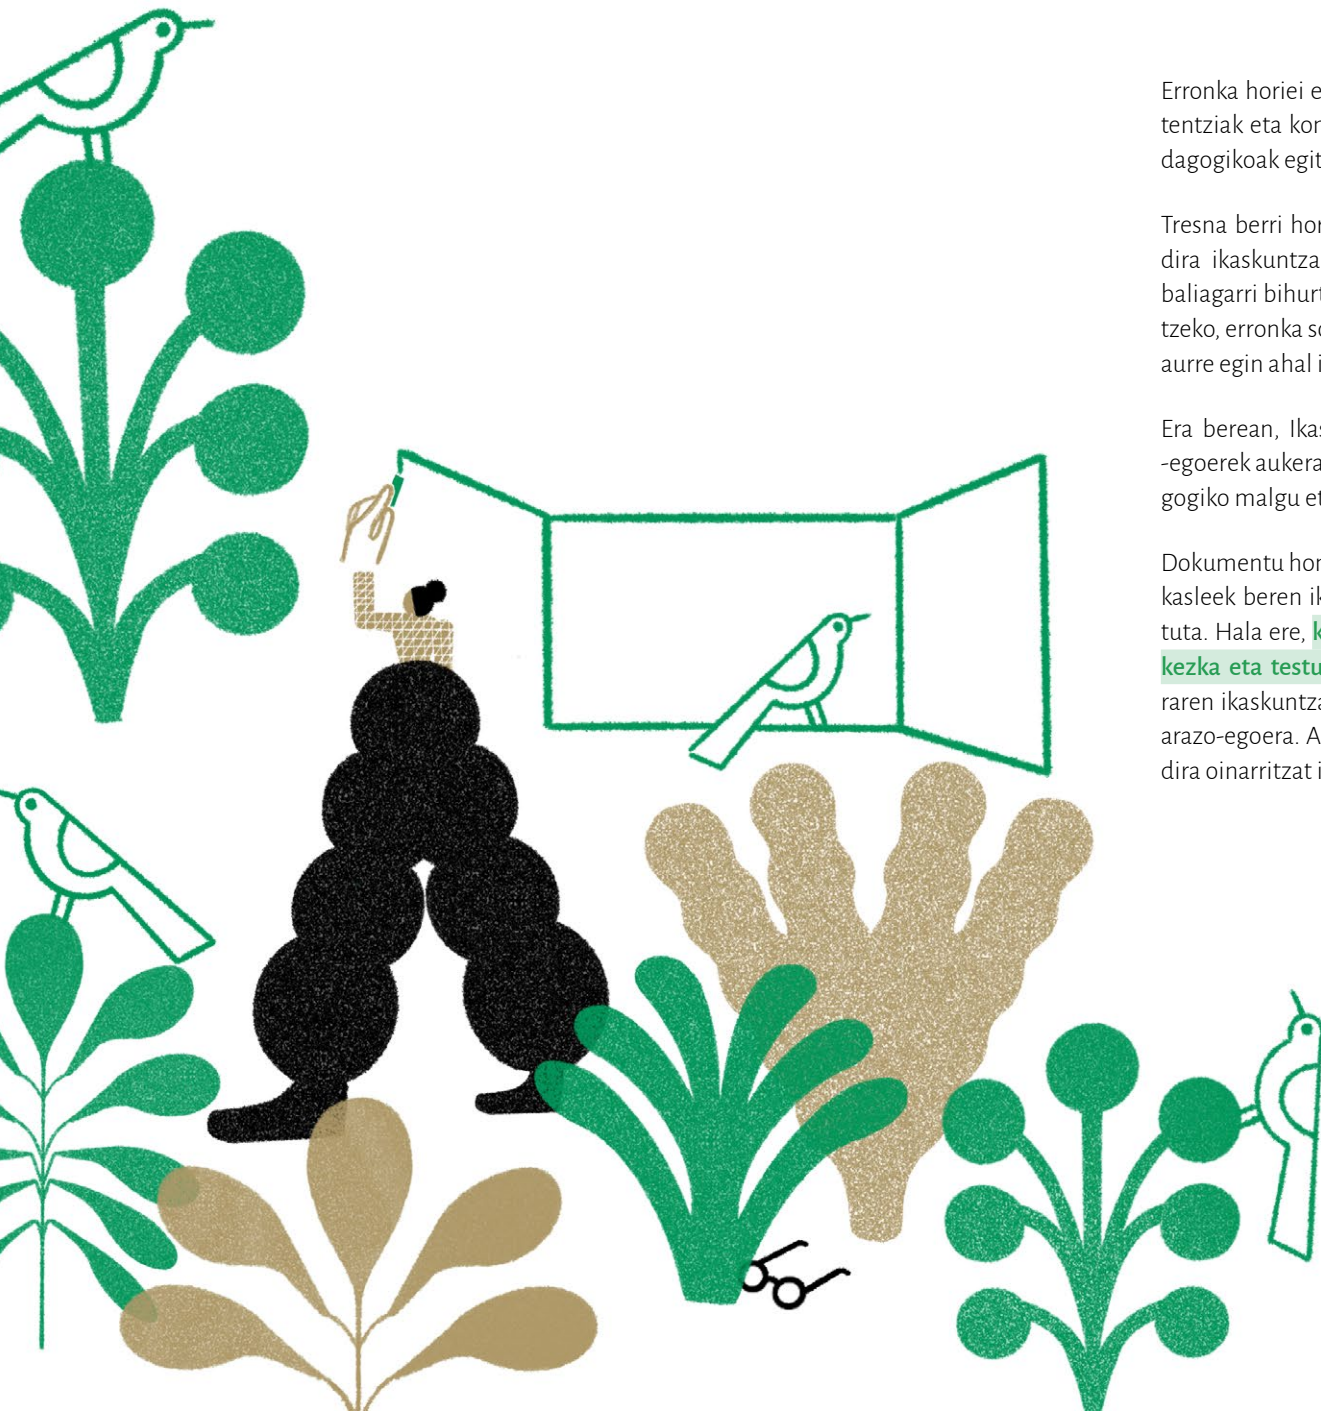 Erronka horiei e
tentziak eta kor
dagogikoak egit
Tresna berri hor
dira ikaskuntza
baliagarri bihurt
tzeko, erronka so
aurre egin ahal i
Era berean, Ikas
-egoerek aukera
gogiko malgu et
Dokumentu hor
kasleek beren ik
tuta. Hala ere, k
kezka eta testu
raren ikaskuntza
arazo-egoera. A
dira oinarritzat i